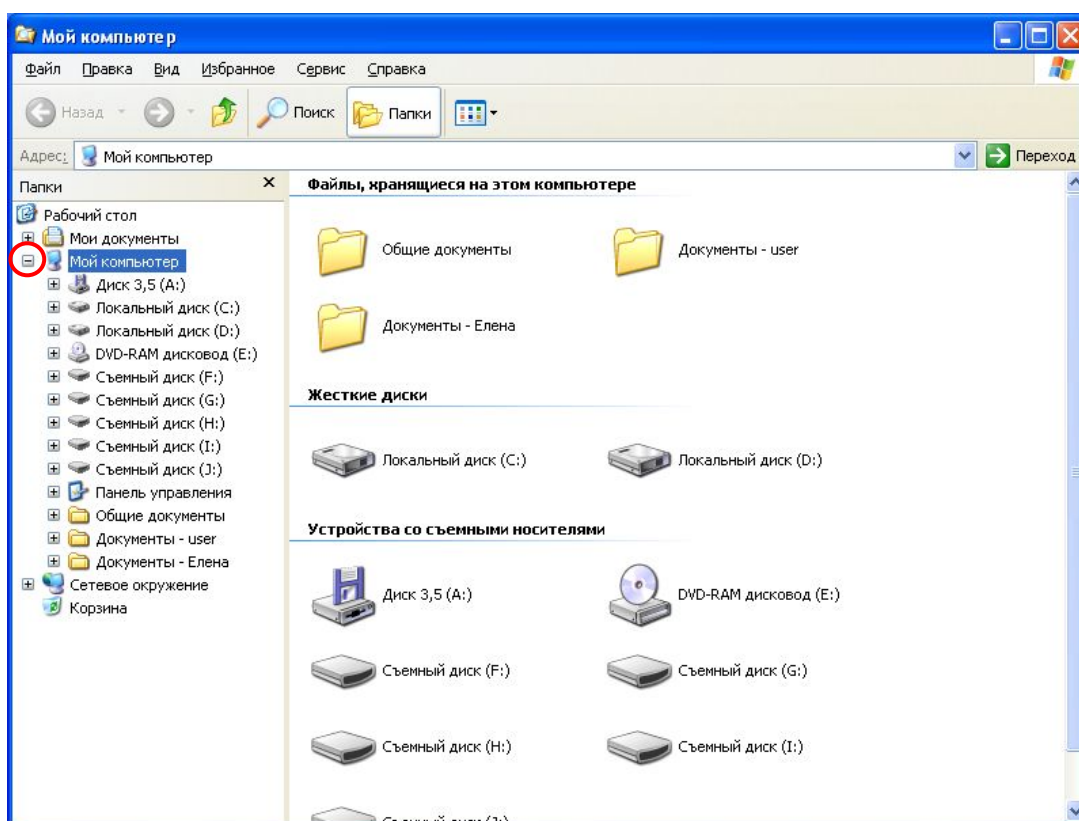 Мой компьютер
Файл Правка Вид Избранное Сервис Справка
Назад Поиск Папки
Адрес: Мой компьютер Переход
Папки
Рабочий стол
Мои документы
Мой компьютер
Диск 3,5 (A:)
Локальный диск (C:)
Локальный диск (D:)
DVD-RAM дисковод (E:)
Съемный диск (F:)
Съемный диск (G:)
Съемный диск (H:)
Съемный диск (I:)
Съемный диск (J:)
Панель управления
Общие документы
Документы - user
Документы - Елена
Сетевое окружение
Корзина
Файлы, хранящиеся на этом компьютере
Общие документы Документы - user
Документы - Елена
Жесткие диски
Локальный диск (C:) Локальный диск (D:)
Устройства со съемными носителями
Диск 3,5 (A:) DVD-RAM дисковод (E:)
Съемный диск (F:) Съемный диск (G:)
Съемный диск (H:) Съемный диск (I:)
Съемный диск (J:)